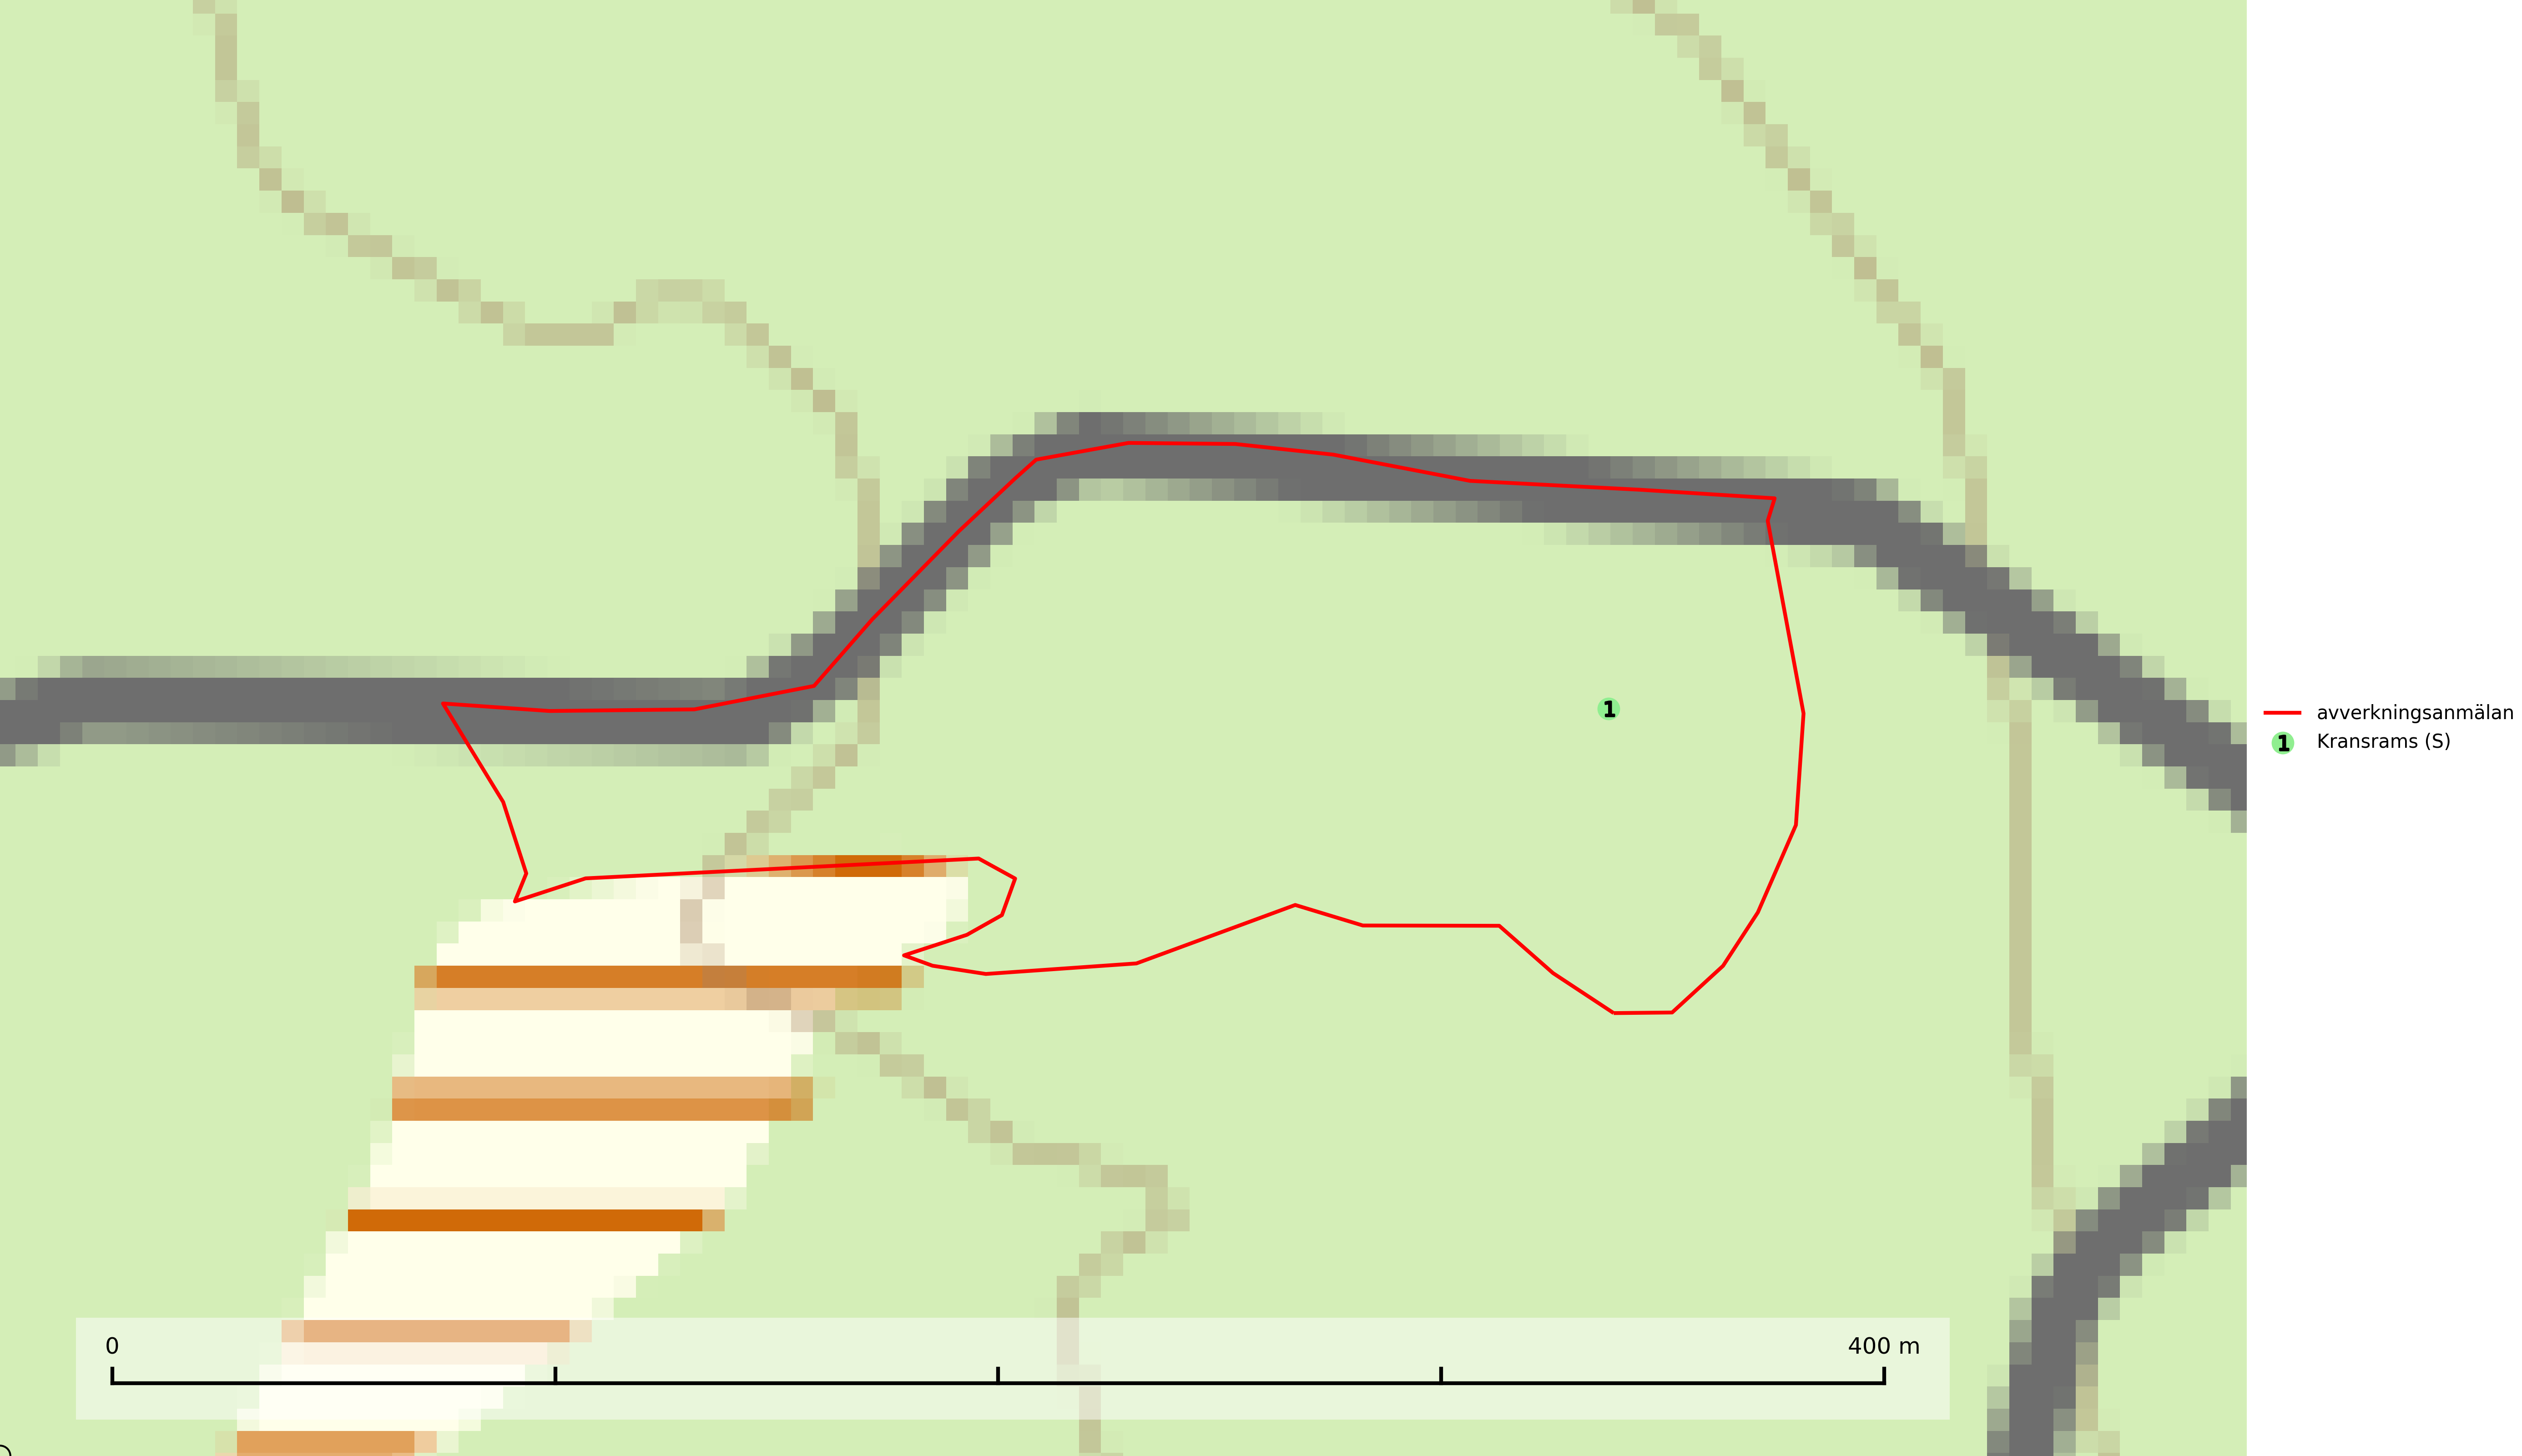 1
avverkningsanmälan
1 Kransrams (S)
0 400 m